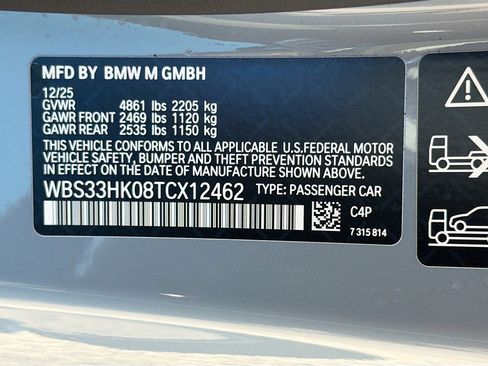 MFD BY BMW M GMBH
12/25
GVWR 4861 lbs 2205 kg
GAWR FRONT 2469 lbs 1120 kg
GAWR REAR 2535 lbs 1150 kg
THIS VEHICLE CONFORMS TO ALL APPLICABLE U.S.FEDERAL MOTOR
VEHICLE SAFETY, BUMPER AND THEFT PREVENTION STANDARDS
IN EFFECT ON THE DATE OF MANUFACTURE SHOWN ABOVE.
WBS33HK08TCX12462 TYPE: PASSENGER CAR
C4P
7 315 814